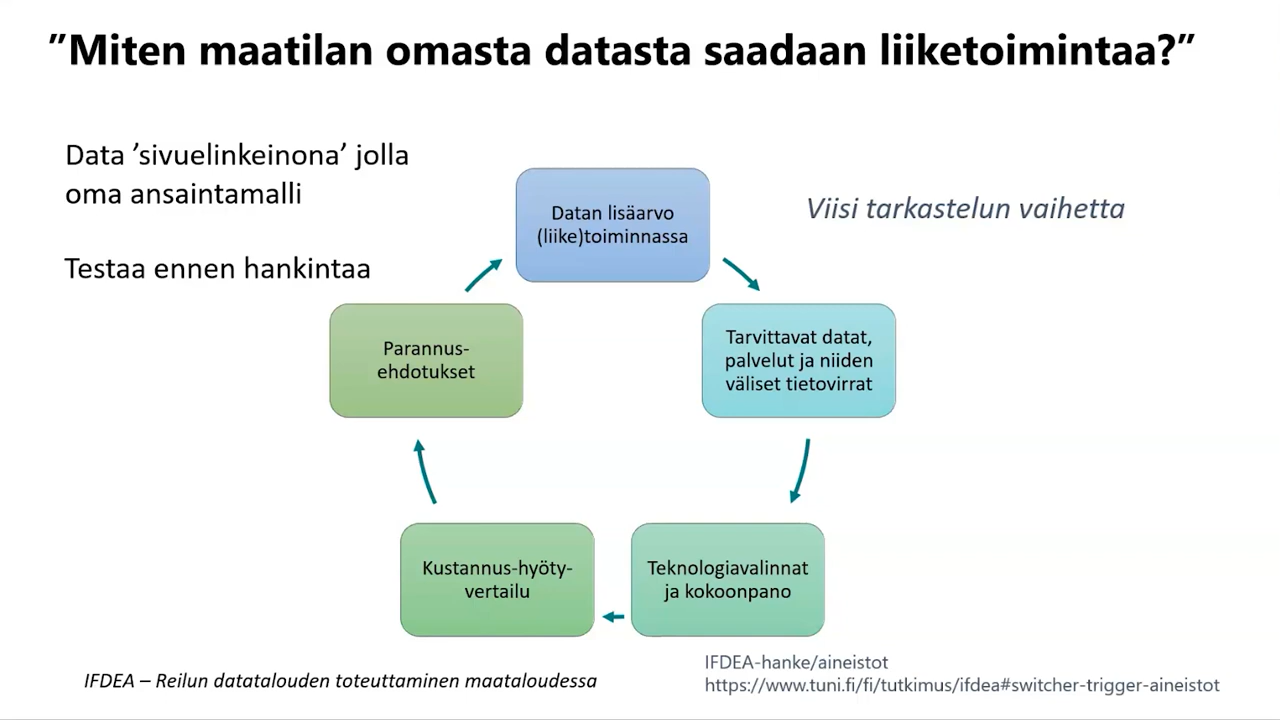 ”Miten maatilan omasta datasta saadaan liiketoimintaa?”
Data ’sivuelinkeinona’ jolla
oma ansaintamalli
Testaa ennen hankintaa
Viisi tarkastelun vaihetta
Datan lisäarvo
(liike)toiminnassa
Tarvittavat datat,
palvelut ja niiden
väliset tietovirrat
Teknologiavalinnat
ja kokoonpano
Kustannus-hyöty-
vertailu
Parannus-
ehdotukset
IFDEA – Reilun datatalouden toteuttaminen maataloudessa
IFDEA-hanke/aineistot
https://www.tuni.fi/fi/tutkimus/ifdea#switcher-trigger-aineistot